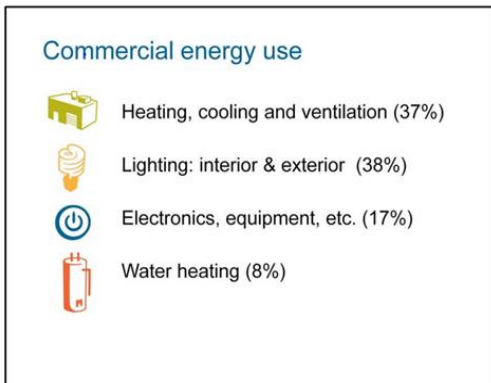 Commercial energy use
Heating, cooling and ventilation (37%)
Lighting: interior & exterior (38%)
Electronics, equipment, etc. (17%)
Water heating (8%)